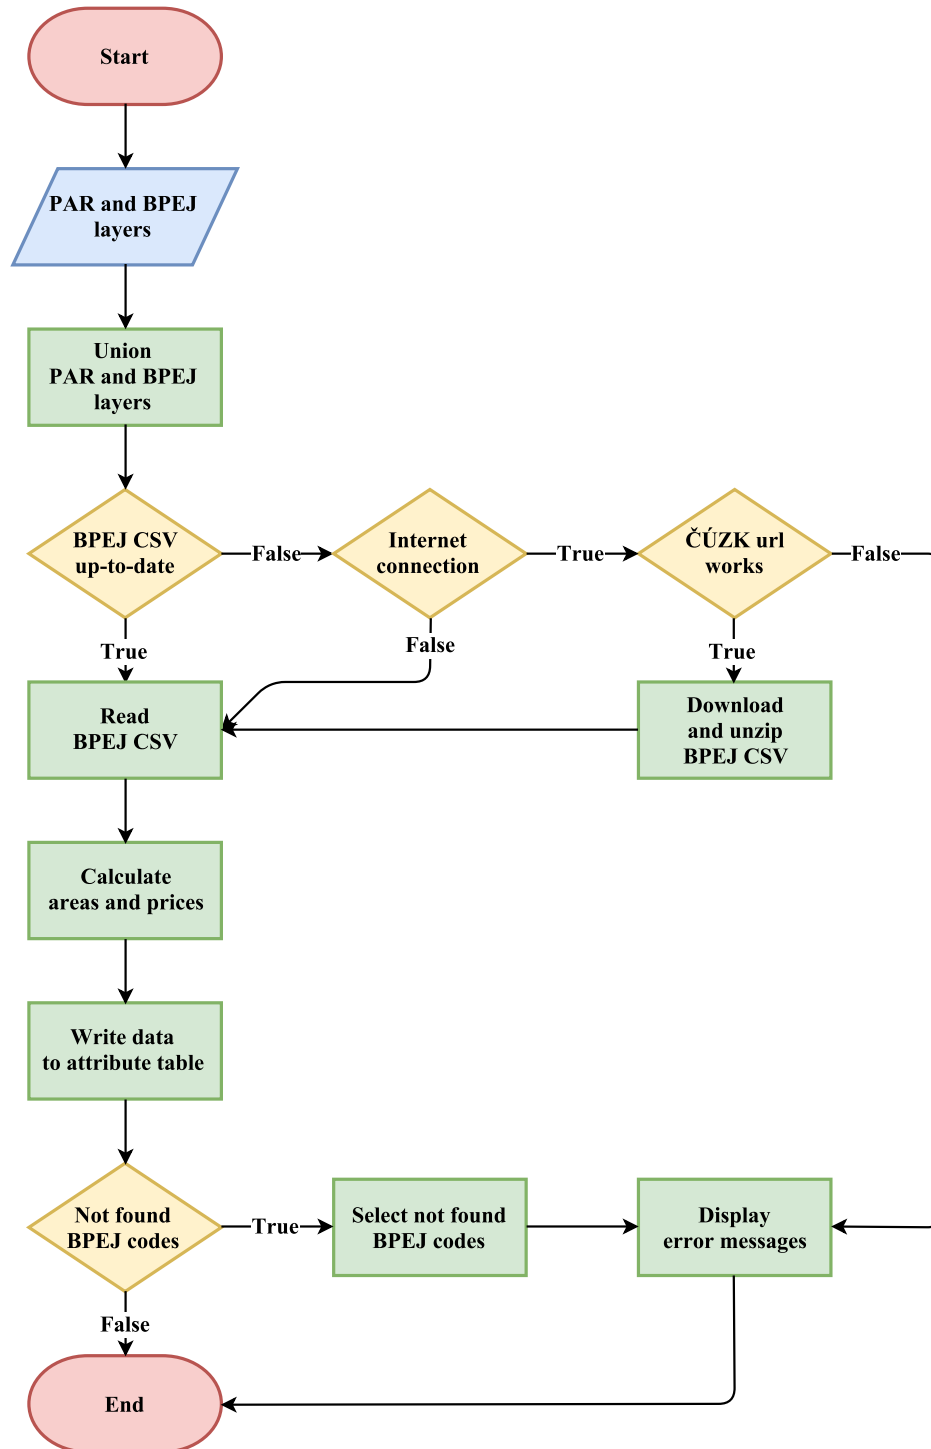 Start
PAR and BPEJ
layers
Union
PAR and BPEJ
layers
BPEJ CSV
up-to-date
False
Internet
connection
True
ČÚZK url
works
False
True
False
True
Read
BPEJ CSV
Download
and unzip
BPEJ CSV
Calculate
areas and prices
Write data
to attribute table
Not found
BPEJ codes
True
Select not found
BPEJ codes
Display
error messages
False
End